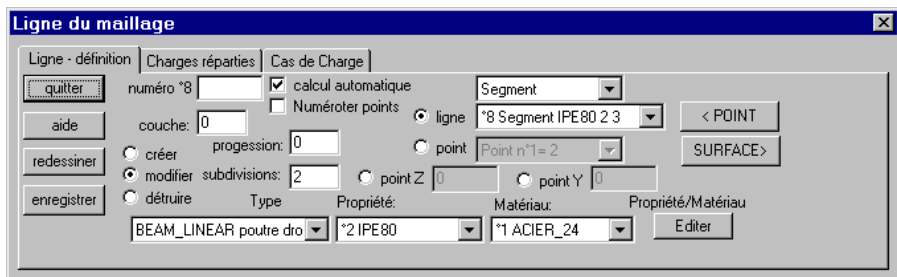 Ligne du maillage
Ligne - définition Charges réparties Cas de Charge
quitter numéro °8 calcul automatique Segment
Numéroter points
aide couche: 0 ligne °8 Segment IPE80 2 3 < POINT
redessiner créer progession: 0 point Point n°1= 2 SURFACE>
modifier subdivisions: 2 point Z 0 point Y 0
enregistrer détruire Type Propriété: Matériau: Propriété/Matériau
BEAM_LINEAR poutre dro °2 IPE80 °1 ACIER_24 Editer